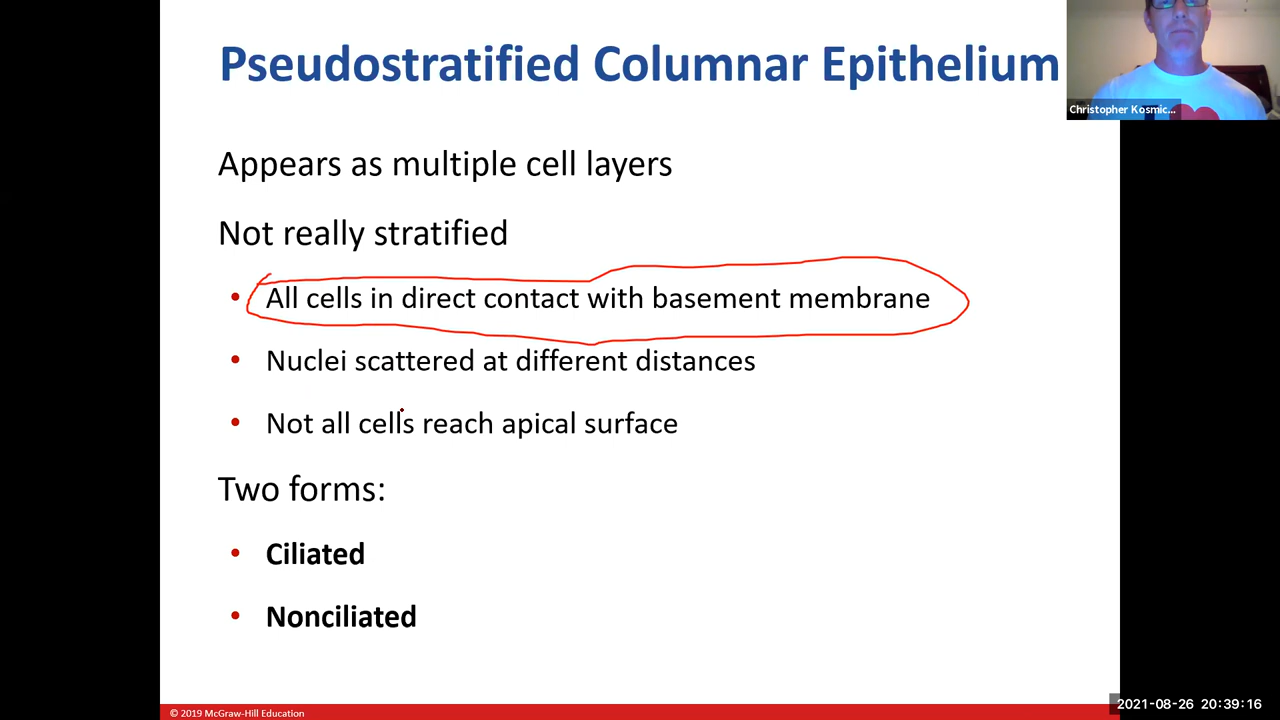 Pseudostratified Columnar Epithelium
Christopher Kosmic...
Appears as multiple cell layers
Not really stratified
• All cells in direct contact with basement membrane
• Nuclei scattered at different distances
• Not all cells reach apical surface
Two forms:
• Ciliated
• Nonciliated
© 2019 McGraw-Hill Education
2021-08-26 20:39:16